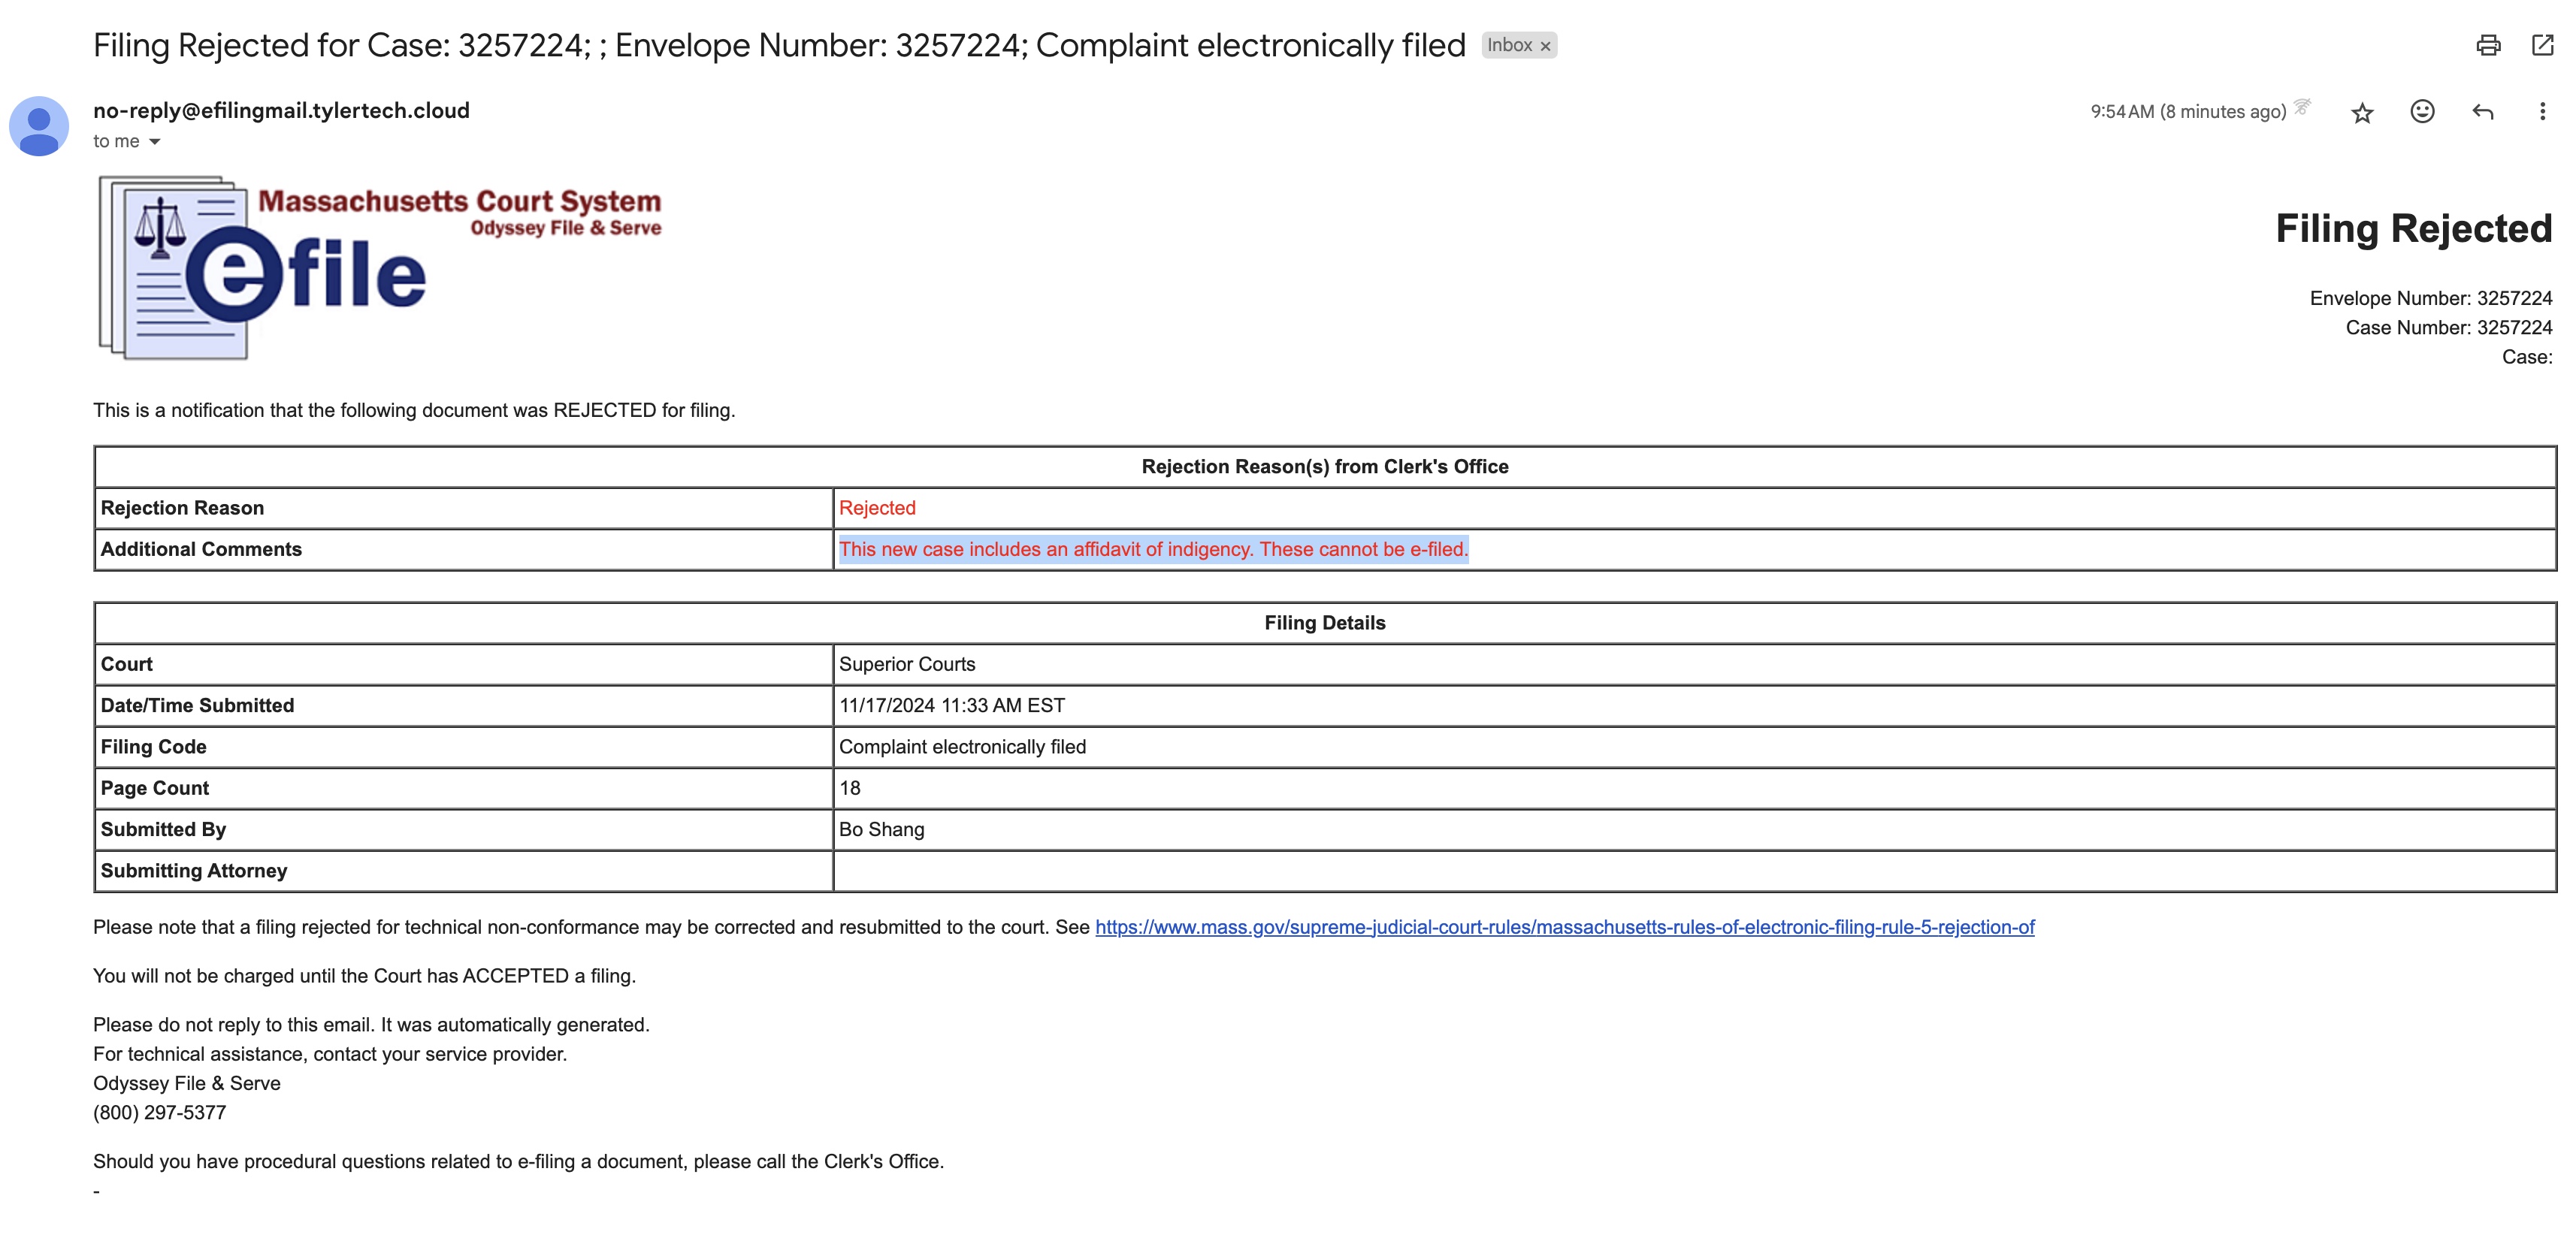 Filing Rejected for Case: 3257224; ; Envelope Number: 3257224; Complaint electronically filed Inbox ×
no-reply@efilingmail.tylertech.cloud
9:54 AM (8 minutes ago)
to me
Massachusetts Court System
Odyssey File & Serve
efile
Filing Rejected
Envelope Number: 3257224
Case Number: 3257224
Case:
This is a notification that the following document was REJECTED for filing.
Rejection Reason(s) from Clerk's Office
Rejection Reason Rejected
Additional Comments This new case includes an affidavit of indigency. These cannot be e-filed.
Filing Details
Court Superior Courts
Date/Time Submitted 11/17/2024 11:33 AM EST
Filing Code Complaint electronically filed
Page Count 18
Submitted By Bo Shang
Submitting Attorney
Please note that a filing rejected for technical non-conformance may be corrected and resubmitted to the court. See https://www.mass.gov/supreme-judicial-court-rules/massachusetts-rules-of-electronic-filing-rule-5-rejection-of
You will not be charged until the Court has ACCEPTED a filing.
Please do not reply to this email. It was automatically generated.
For technical assistance, contact your service provider.
Odyssey File & Serve
(800) 297-5377
Should you have procedural questions related to e-filing a document, please call the Clerk's Office.
-